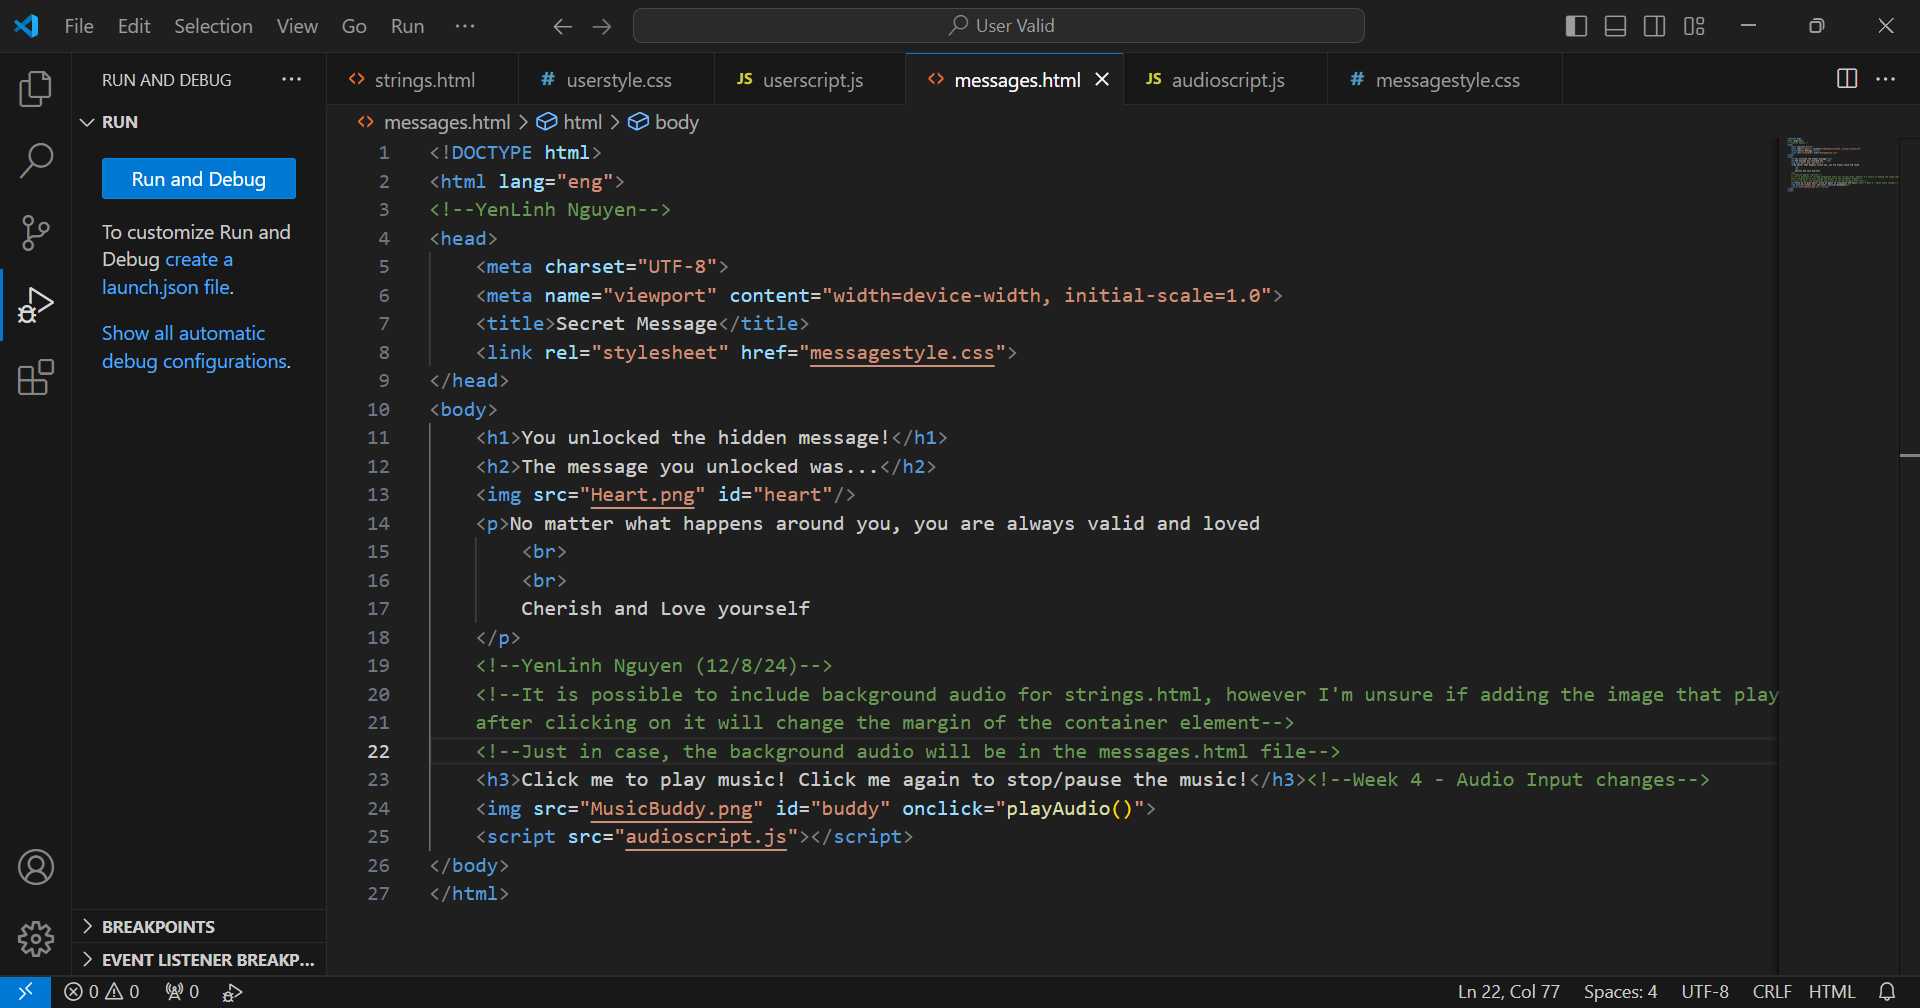 File Edit Selection View Go Run ··· User Valid
RUN AND DEBUG ···
RUN
Run and Debug
To customize Run and
Debug create a
launch.json file.
Show all automatic
debug configurations.
BREAKPOINTS
EVENT LISTENER BREAKP...
<> strings.html # userstyle.css JS userscript.js <> messages.html JS audioscript.js # messagestyle.css ···
<> messages.html > html > body
1 <!DOCTYPE html>
2 <html lang="eng">
3 <!--YenLinh Nguyen-->
4 <head>
5 <meta charset="UTF-8">
6 <meta name="viewport" content="width=device-width, initial-scale=1.0">
7 <title>Secret Message</title>
8 <link rel="stylesheet" href="messagestyle.css">
9 </head>
10 <body>
11 <h1>You unlocked the hidden message!</h1>
12 <h2>The message you unlocked was...</h2>
13 <img src="Heart.png" id="heart"/>
14 <p>No matter what happens around you, you are always valid and loved
15 <br>
16 <br>
17 Cherish and Love yourself
18 </p>
19 <!--YenLinh Nguyen (12/8/24)-->
20 <!--It is possible to include background audio for strings.html, however I'm unsure if adding the image that play
21 after clicking on it will change the margin of the container element-->
22 <!--Just in case, the background audio will be in the messages.html file-->
23 <h3>Click me to play music! Click me again to stop/pause the music!</h3><!--Week 4 - Audio Input changes-->
24 <img src="MusicBuddy.png" id="buddy" onclick="playAudio()">
25 <script src="audioscript.js"></script>
26 </body>
27 </html>
0 0 0 Ln 22, Col 77 Spaces: 4 UTF-8 CRLF HTML